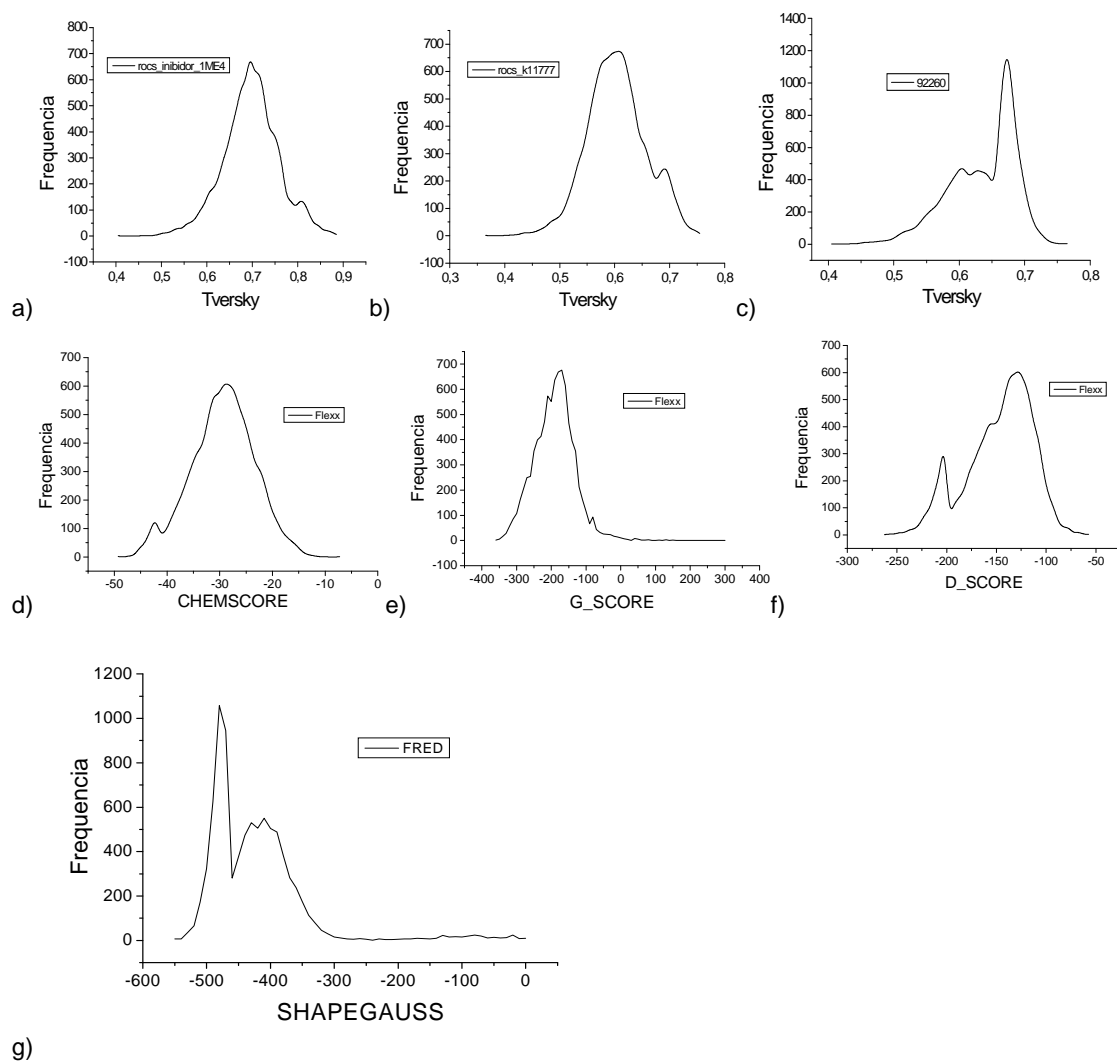 800
700
600
500
400
300
200
100
0
-100
Frequencia
rocs_inibidor_1ME4
0,4 0,5 0,6 0,7 0,8 0,9
Tversky
a)
700
600
500
400
300
200
100
0
-100
Frequencia
rocs_k11777
0,3 0,4 0,5 0,6 0,7 0,8
Tversky
b)
1400
1200
1000
800
600
400
200
0
Frequencia
92260
0,4 0,5 0,6 0,7 0,8
Tversky
c)
700
600
500
400
300
200
100
0
Frequencia
Flexx
-50 -40 -30 -20 -10 0
CHEMSCORE
d)
700
600
500
400
300
200
100
0
-100
Frequencia
Flexx
-400 -300 -200 -100 0 100 200 300 400
G_SCORE
e)
700
600
500
400
300
200
100
0
-100
Frequencia
Flexx
-300 -250 -200 -150 -100 -50
D_SCORE
f)
1200
1000
800
600
400
200
0
Frequencia
FRED
-600 -500 -400 -300 -200 -100 0
SHAPEGAUSS
g)